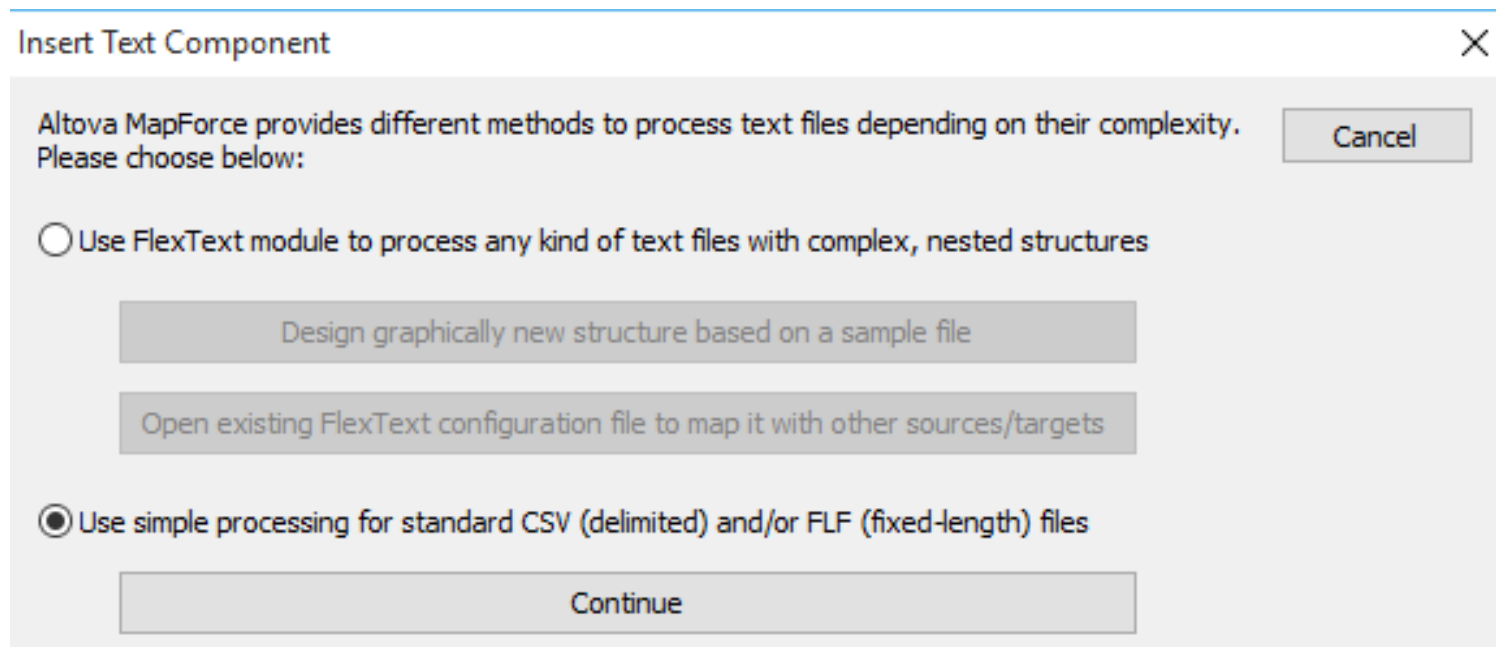 Insert Text Component
Altova MapForce provides different methods to process text files depending on their complexity.
Please choose below:
Cancel
Use FlexText module to process any kind of text files with complex, nested structures
Design graphically new structure based on a sample file
Open existing FlexText configuration file to map it with other sources/targets
Use simple processing for standard CSV (delimited) and/or FLF (fixed-length) files
Continue